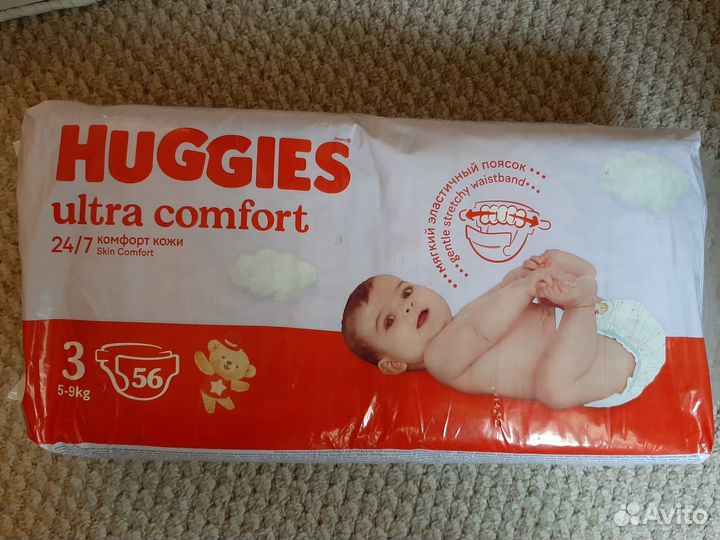 HUGGIES®
ultra comfort
24/7 комфорт кожи
Skin Comfort
мягкий эластичный поясок
gentle stretchy waistband
3
5-9kg
56
Avito